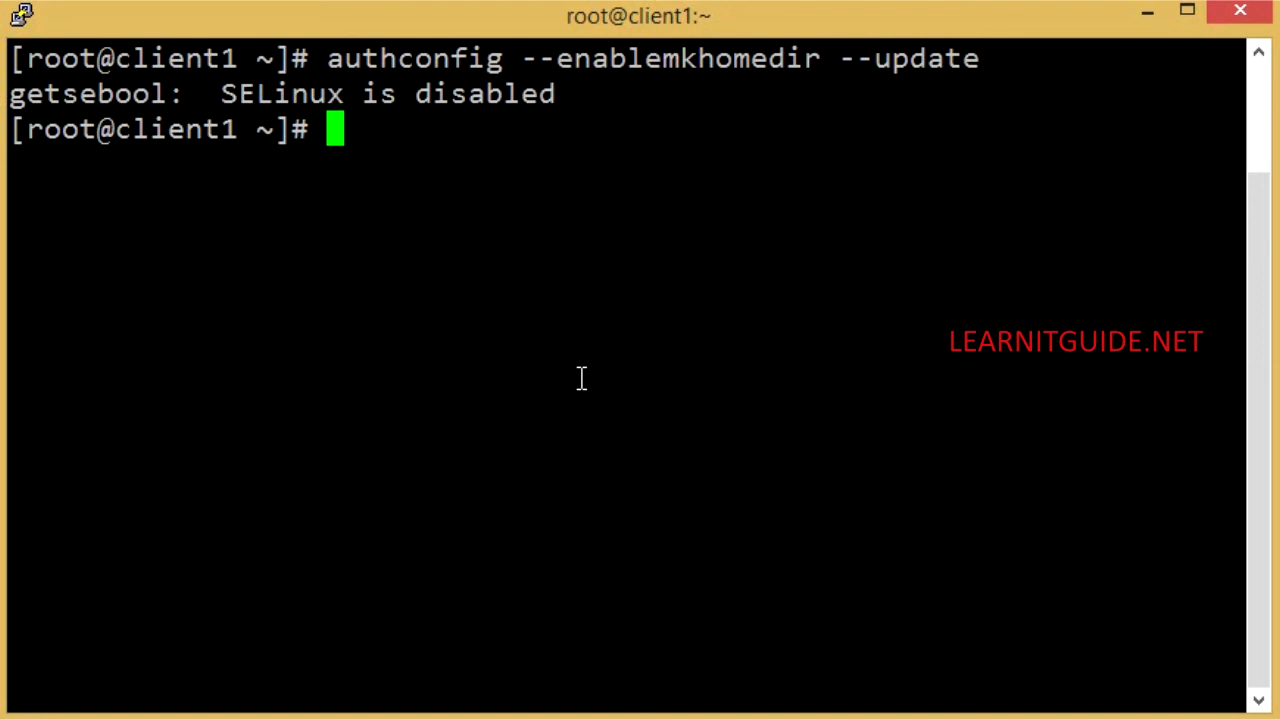 root@client1:~
[root@client1 ~]# authconfig --enablemkhomedir --update
getsebool:  SELinux is disabled
[root@client1 ~]#
LEARNITGUIDE.NET